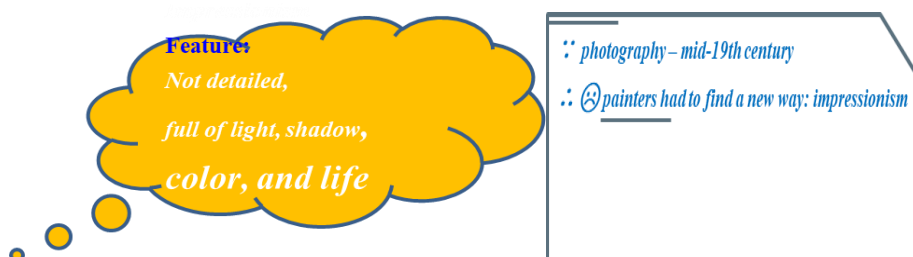 Feature:
Not detailed,
full of light, shadow,
color, and life
∵ photography – mid-19th century
∴ ☹painters had to find a new way: impressionism